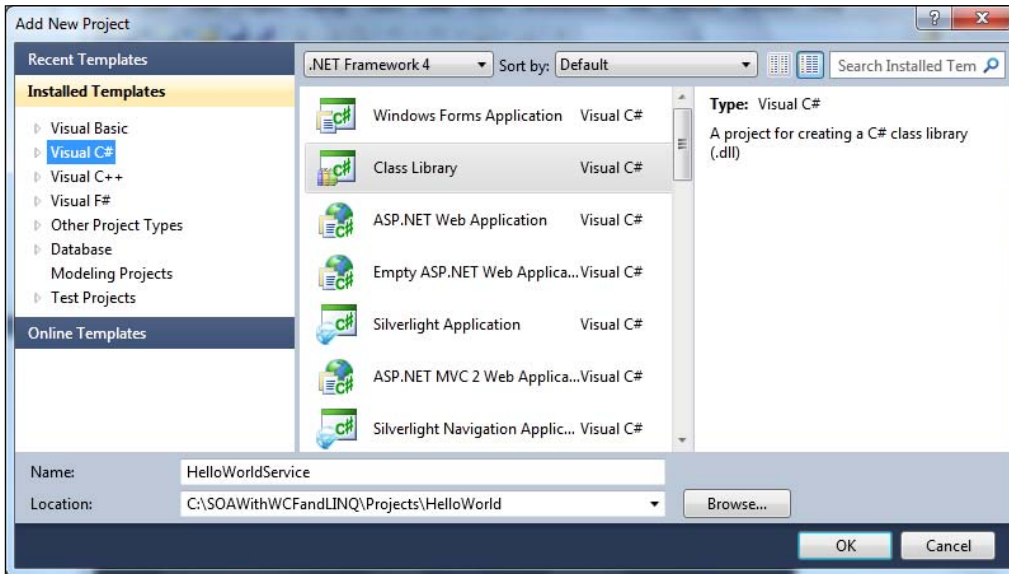 Add New Project
Recent Templates
Installed Templates
Visual Basic
Visual C#
Visual C++
Visual F#
Other Project Types
Database
Modeling Projects
Test Projects
Online Templates
.NET Framework 4 Sort by: Default Search Installed Tem
Windows Forms Application Visual C#
Class Library Visual C#
ASP.NET Web Application Visual C#
Empty ASP.NET Web Applica... Visual C#
Silverlight Application Visual C#
ASP.NET MVC 2 Web Applica... Visual C#
Silverlight Navigation Applic... Visual C#
Type: Visual C#
A project for creating a C# class library
(.dll)
Name: HelloWorldService
Location: C:\SOAWithWCFandLINQ\Projects\HelloWorld Browse...
OK Cancel